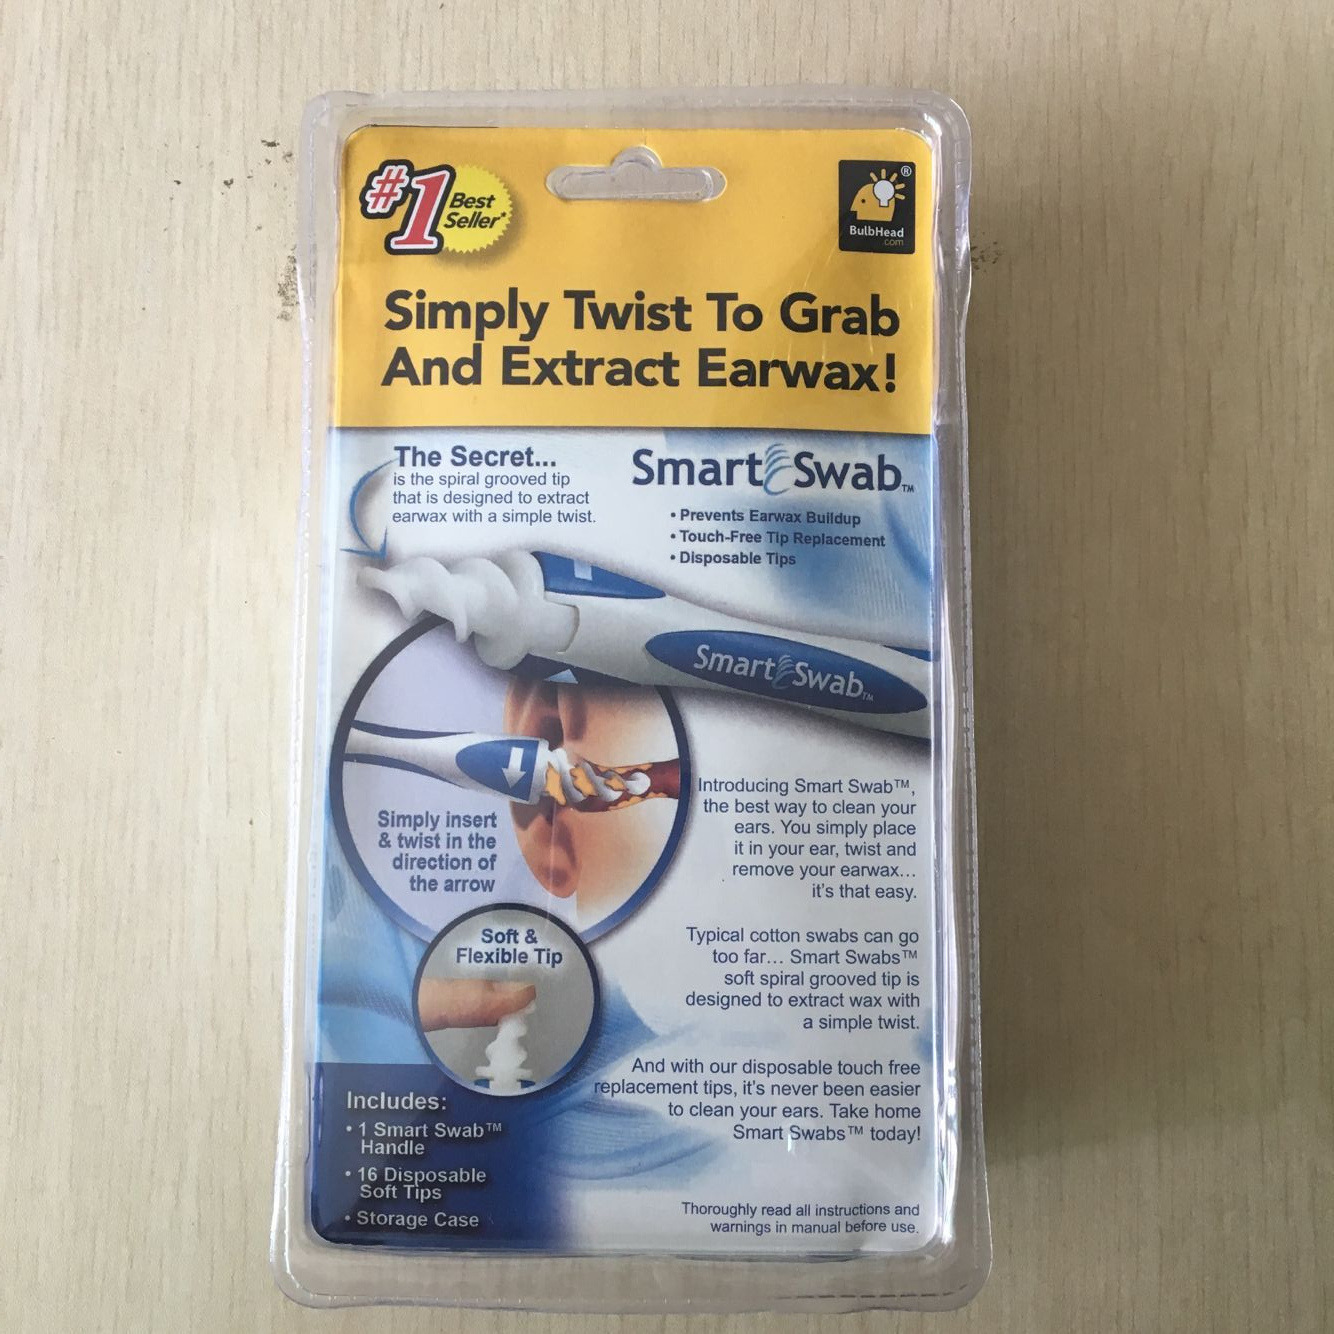 #1 Best
Seller*
BulbHead
.com
®
Simply Twist To Grab
And Extract Earwax!
The Secret...
is the spiral grooved tip
that is designed to extract
earwax with a simple twist.
Smart Swab™
• Prevents Earwax Buildup
• Touch-Free Tip Replacement
• Disposable Tips
Smart Swab™
Simply insert
& twist in the
direction of
the arrow
Introducing Smart Swab™,
the best way to clean your
ears. You simply place
it in your ear, twist and
remove your earwax...
it's that easy.
Soft &
Flexible Tip
Typical cotton swabs can go
too far... Smart Swabs™
soft spiral grooved tip is
designed to extract wax with
a simple twist.
And with our disposable touch free
replacement tips, it's never been easier
to clean your ears. Take home
Smart Swabs™ today!
Includes:
• 1 Smart Swab™
Handle
• 16 Disposable
Soft Tips
• Storage Case
Thoroughly read all instructions and
warnings in manual before use.